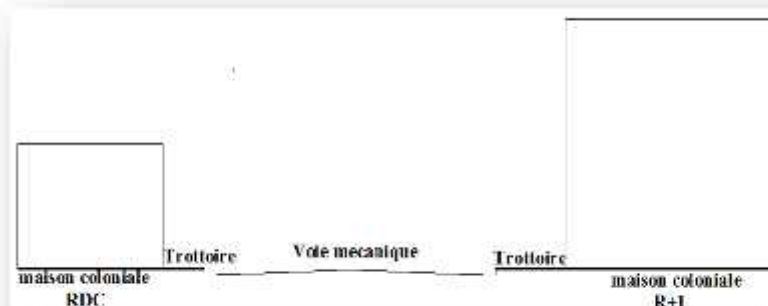 Trottoire
Voie mecanique
Trottoire
maison coloniale
RDC
maison coloniale
R+1